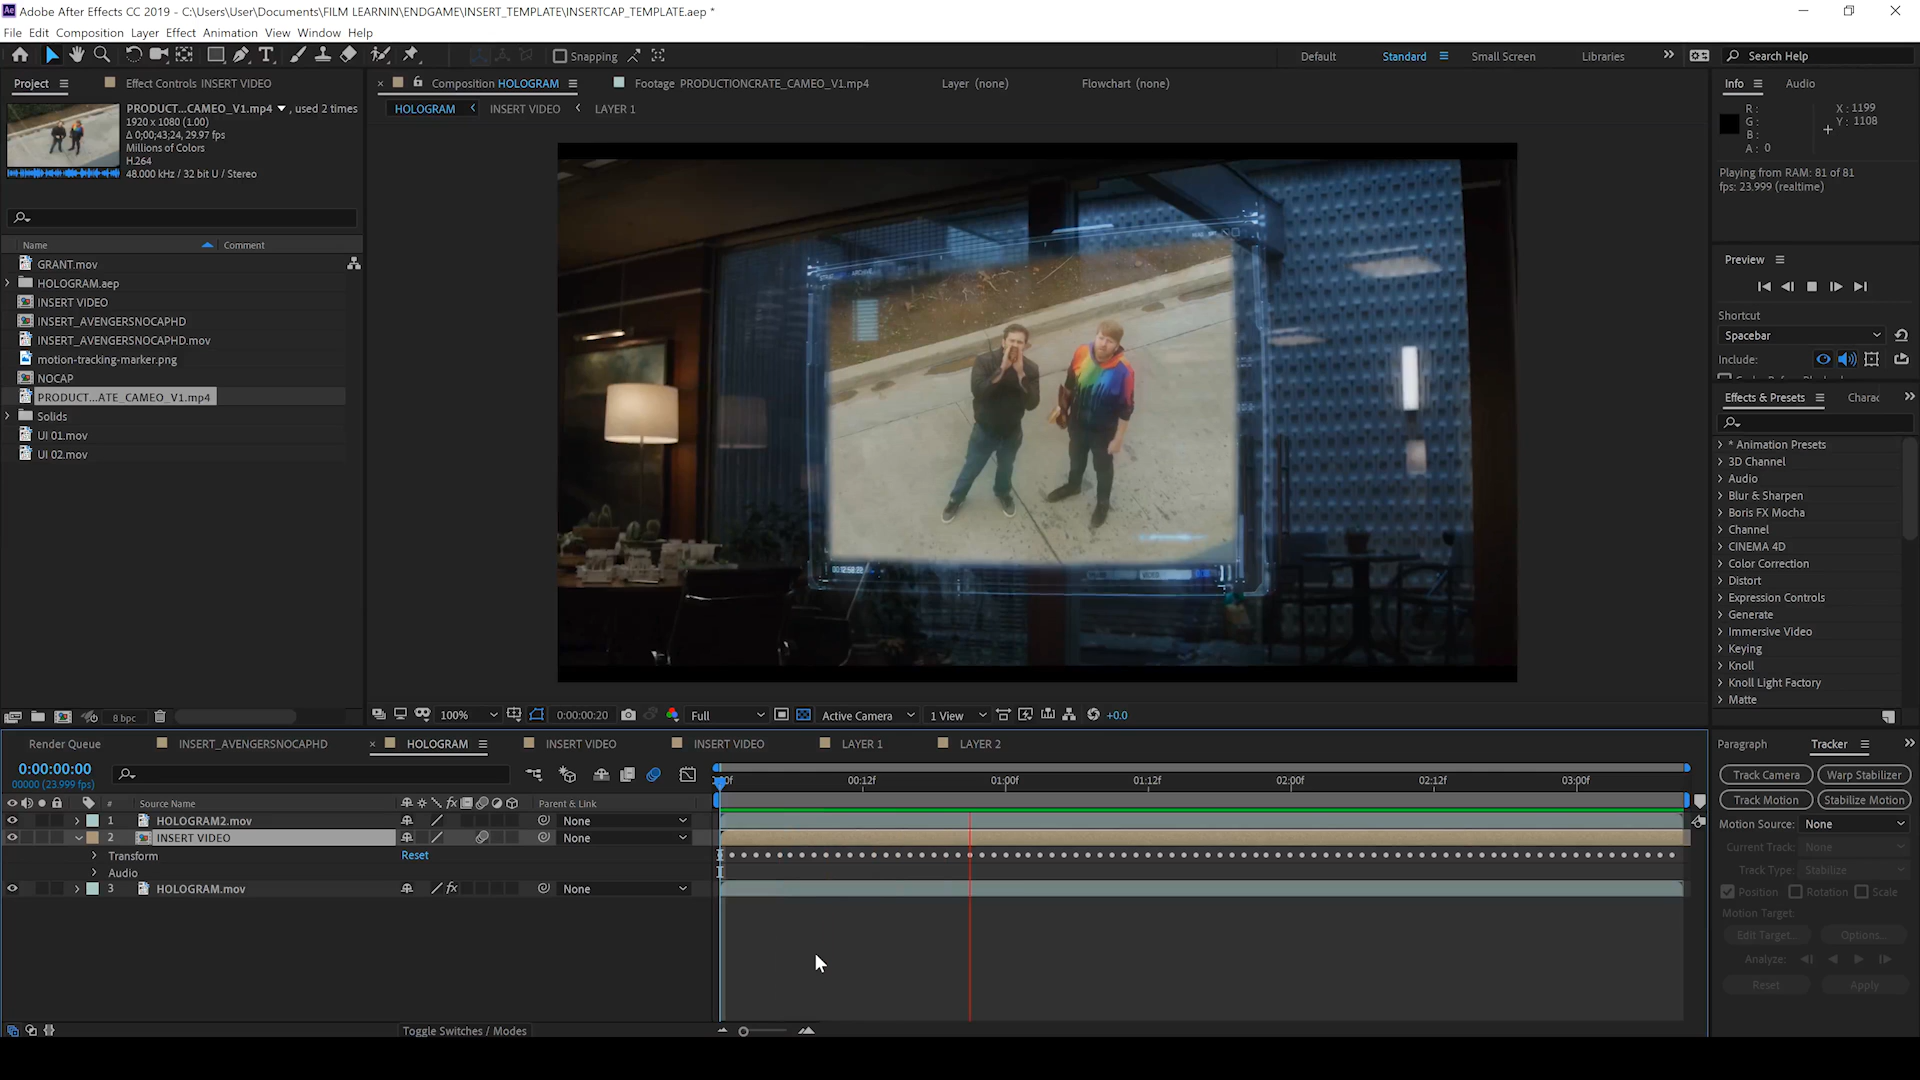 Adobe After Effects CC 2019 - C:\Users\User\Documents\FILM LEARNIN\ENDGAME\INSERT_TEMPLATE\INSERTCAP_TEMPLATE.aep *
File Edit Composition Layer Effect Animation View Window Help
Snapping
Default Standard Small Screen Libraries Search Help
Project Effect Controls INSERT VIDEO
Composition HOLOGRAM Footage PRODUCTIONCRATE_CAMEO_V1.mp4 Layer (none) Flowchart (none)
Info Audio
PRODUCT...CAMEO_V1.mp4 , used 2 times
1920 x 1080 (1.00)
Δ 0;00;43;24, 29.97 fps
Millions of Colors
H.264
48.000 kHz / 32 bit U / Stereo
HOLOGRAM INSERT VIDEO LAYER 1
R :
G :
B :
A : 0
X : 1199
Y : 1108
Playing from RAM: 81 of 81
fps: 23.999 (realtime)
Name Comment
GRANT.mov
HOLOGRAM.aep
INSERT VIDEO
INSERT_AVENGERSNOCAPHD
INSERT_AVENGERSNOCAPHD.mov
motion-tracking-marker.png
NOCAP
PRODUCT...ATE_CAMEO_V1.mp4
Solids
UI 01.mov
UI 02.mov
Preview
Shortcut
Spacebar
Include:
Effects & Presets Charac
* Animation Presets
3D Channel
Audio
Blur & Sharpen
Boris FX Mocha
Channel
CINEMA 4D
Color Correction
Distort
Expression Controls
Generate
Immersive Video
Keying
Knoll
Knoll Light Factory
Matte
8 bpc
100% 0:00:00:20 Full Active Camera 1 View +0.0
Render Queue INSERT_AVENGERSNOCAPHD HOLOGRAM INSERT VIDEO INSERT VIDEO LAYER 1 LAYER 2
0:00:00:00
00000 (23.999 fps)
00:12f 01:00f 01:12f 02:00f 02:12f 03:00f
# Source Name Parent & Link
1 HOLOGRAM2.mov None
2 INSERT VIDEO None
Transform Reset
Audio
3 HOLOGRAM.mov None
Toggle Switches / Modes
Paragraph Tracker
Track Camera Warp Stabilizer
Track Motion Stabilize Motion
Motion Source: None
Current Track: None
Track Type: Stabilize
Position Rotation Scale
Motion Target:
Edit Target... Options...
Analyze:
Reset Apply